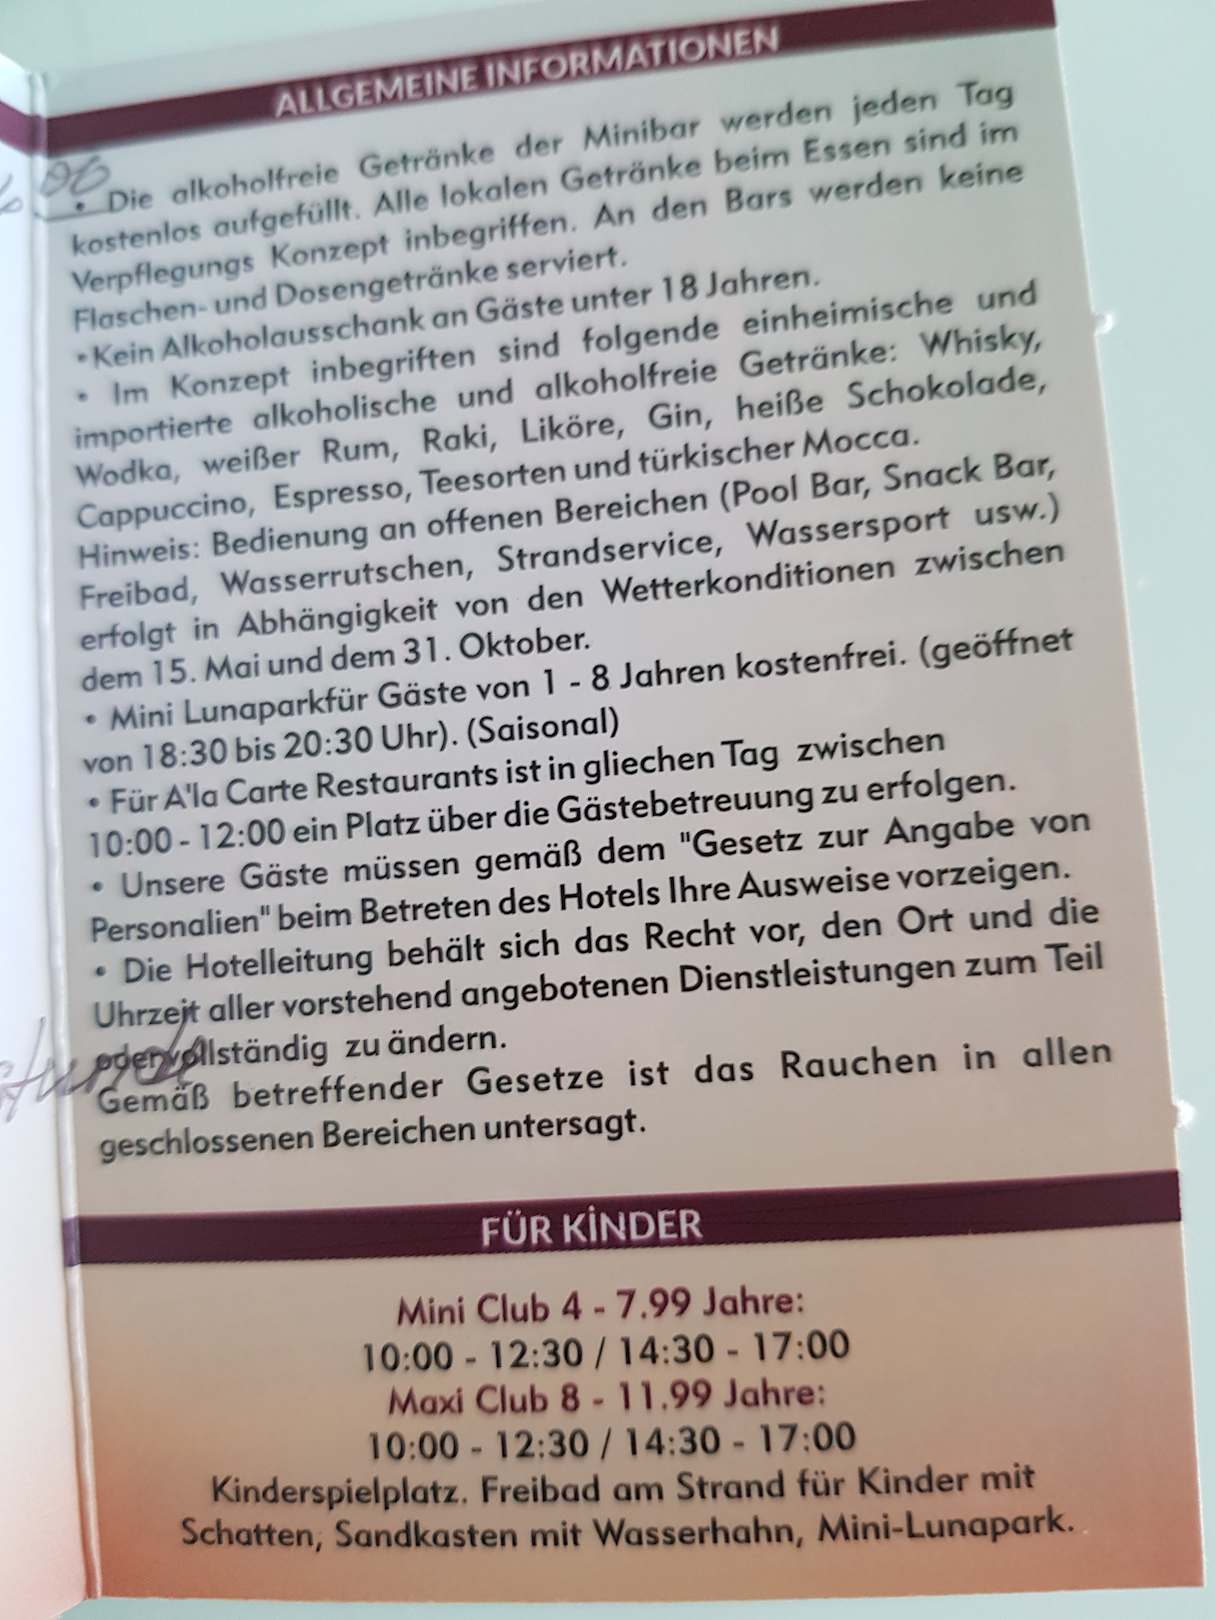 ALLGEMEINE INFORMATIONEN
• Die alkoholfreie Getränke der Minibar werden jeden Tag
kostenlos aufgefüllt. Alle lokalen Getränke beim Essen sind im
Verpflegungs Konzept inbegriffen. An den Bars werden keine
Flaschen- und Dosengetränke serviert.
• Kein Alkoholausschank an Gäste unter 18 Jahren.
• Im Konzept inbegriften sind folgende einheimische und
importierte alkoholische und alkoholfreie Getränke: Whisky,
Wodka, weißer Rum, Raki, Liköre, Gin, heiße Schokolade,
Cappuccino, Espresso, Teesorten und türkischer Mocca.
Hinweis: Bedienung an offenen Bereichen (Pool Bar, Snack Bar,
Freibad, Wasserrutschen, Strandservice, Wassersport usw.)
erfolgt in Abhängigkeit von den Wetterkonditionen zwischen
dem 15. Mai und dem 31. Oktober.
• Mini Lunaparkfür Gäste von 1 - 8 Jahren kostenfrei. (geöffnet
von 18:30 bis 20:30 Uhr). (Saisonal)
• Für A'la Carte Restaurants ist in gliechen Tag zwischen
10:00 - 12:00 ein Platz über die Gästebetreuung zu erfolgen.
• Unsere Gäste müssen gemäß dem "Gesetz zur Angabe von
Personalien" beim Betreten des Hotels Ihre Ausweise vorzeigen.
• Die Hotelleitung behält sich das Recht vor, den Ort und die
Uhrzeit aller vorstehend angebotenen Dienstleistungen zum Teil
odervollständig zu ändern.
Gemäß betreffender Gesetze ist das Rauchen in allen
geschlossenen Bereichen untersagt.
FÜR KİNDER
Mini Club 4 - 7.99 Jahre:
10:00 - 12:30 / 14:30 - 17:00
Maxi Club 8 - 11.99 Jahre:
10:00 - 12:30 / 14:30 - 17:00
Kinderspielplatz. Freibad am Strand für Kinder mit
Schatten, Sandkasten mit Wasserhahn, Mini-Lunapark.